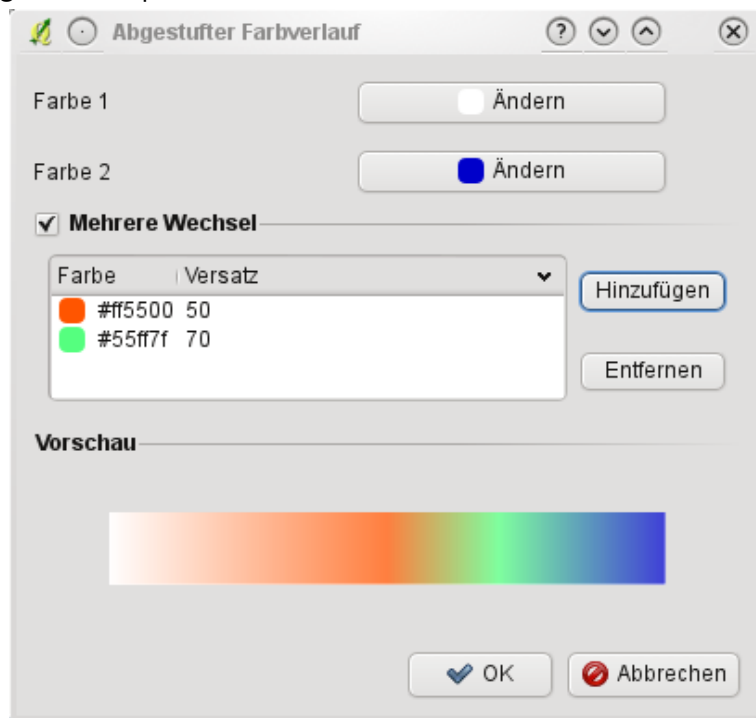 Abgestufter Farbverlauf
Farbe 1
Ändern
Farbe 2
Ändern
Mehrere Wechsel
Farbe Versatz
#ff5500 50
#55ff7f 70
Hinzufügen
Entfernen
Vorschau
OK
Abbrechen